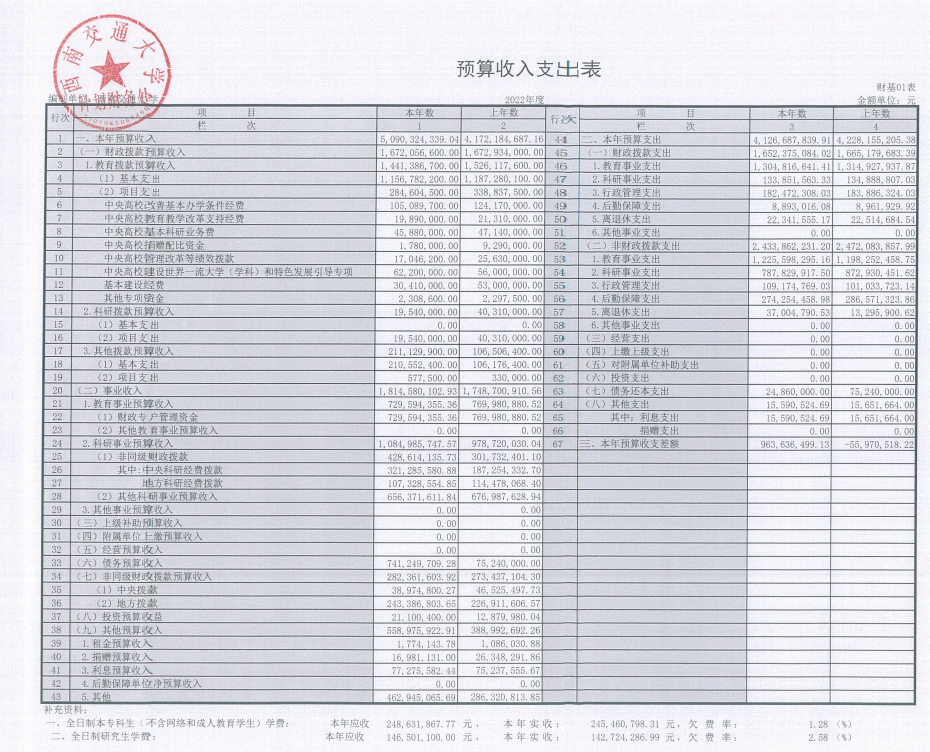 西南交通大学
计划财务处
预算收入支出表
财基01表
编制单位：西南交通大学
2022年度
金额单位：元
行次 项 目 本年数 上年数 行次 项 目 本年数 上年数
栏 次 1 2 栏 次 3 4
1 一、本年预算收入 5,090,324,339.04 4,172,184,687.16 44 二、本年预算支出 4,126,687,839.91 4,228,155,205.38
2 （一）财政拨款预算收入 1,672,056,600.00 1,672,934,000.00 45 （一）财政拨款支出 1,652,375,084.02 1,665,179,683.39
3 1.教育拨款预算收入 1,441,386,700.00 1,526,117,600.00 46 1.教育事业支出 1,304,816,641.41 1,314,927,937.87
4 （1）基本支出 1,156,782,200.00 1,187,280,100.00 47 2.科研事业支出 133,851,563.33 134,888,807.03
5 （2）项目支出 284,604,500.00 338,837,500.00 48 3.行政管理支出 182,472,308.03 183,886,324.03
6 中央高校改善基本办学条件经费 105,089,700.00 124,170,000.00 49 4.后勤保障支出 8,893,016.08 8,961,929.92
7 中央高校教育教学改革支持经费 19,890,000.00 21,310,000.00 50 5.离退休支出 22,341,555.17 22,514,684.54
8 中央高校基本科研业务费 45,880,000.00 47,140,000.00 51 6.其他事业支出 0.00 0.00
9 中央高校捐赠配比资金 1,780,000.00 9,290,000.00 52 （二）非财政拨款支出 2,433,862,231.20 2,472,083,857.99
10 中央高校管理改革等绩效拨款 17,046,200.00 25,630,000.00 53 1.教育事业支出 1,225,598,295.16 1,198,252,458.75
11 中央高校建设世界一流大学（学科）和特色发展引导专项 62,200,000.00 56,000,000.00 54 2.科研事业支出 787,829,917.50 872,930,451.62
12 基本建设经费 30,410,000.00 53,000,000.00 55 3.行政管理支出 109,174,769.03 101,033,723.14
13 其他专项资金 2,308,600.00 2,297,500.00 56 4.后勤保障支出 274,254,458.98 286,571,323.86
14 2.科研拨款预算收入 19,540,000.00 40,310,000.00 57 5.离退休支出 37,004,790.53 13,295,900.62
15 （1）基本支出 0.00 0.00 58 6.其他事业支出 0.00 0.00
16 （2）项目支出 19,540,000.00 40,310,000.00 59 （三）经营支出 0.00 0.00
17 3.其他拨款预算收入 211,129,900.00 106,506,400.00 60 （四）上缴上级支出 0.00 0.00
18 （1）基本支出 210,552,400.00 106,176,400.00 61 （五）对附属单位补助支出 0.00 0.00
19 （2）项目支出 577,500.00 330,000.00 62 （六）投资支出 0.00 0.00
20 （二）事业收入 1,814,580,102.93 1,748,700,910.56 63 （七）债务还本支出 24,860,000.00 75,240,000.00
21 1.教育事业预算收入 729,594,355.36 769,980,880.52 64 （八）其他支出 15,590,524.69 15,651,664.00
22 （1）财政专户管理资金 729,594,355.36 769,980,880.52 65 其中：利息支出 15,590,524.69 15,651,664.00
23 （2）其他教育事业预算收入 0.00 0.00 66 捐赠支出 0.00 0.00
24 2.科研事业预算收入 1,084,985,747.57 978,720,030.04 67 三、本年预算收支差额 963,636,499.13 -55,970,518.22
25 （1）非同级财政拨款 428,614,135.73 301,732,401.10
26 其中:中央科研经费拨款 321,285,580.88 187,254,332.70
27 地方科研经费拨款 107,328,554.85 114,478,068.40
28 （2）其他科研事业预算收入 656,371,611.84 676,987,628.94
29 3.其他事业预算收入 0.00 0.00
30 （三）上级补助预算收入 0.00 0.00
31 （四）附属单位上缴预算收入 0.00 0.00
32 （五）经营预算收入 0.00 0.00
33 （六）债务预算收入 741,249,709.28 75,240,000.00
34 （七）非同级财政拨款预算收入 282,361,603.92 273,437,104.30
35 （1）中央拨款 38,974,800.27 46,525,497.73
36 （2）地方拨款 243,386,803.65 226,911,606.57
37 （八）投资预算收益 21,100,400.00 12,879,980.04
38 （九）其他预算收入 558,975,922.91 388,992,692.26
39 1.租金预算收入 1,774,143.78 1,086,030.88
40 2.捐赠预算收入 16,981,131.00 26,348,291.86
41 3.利息预算收入 77,275,582.44 75,237,555.67
42 4.后勤保障单位净预算收入 0.00 0.00
43 5.其他 462,945,065.69 286,320,813.85
补充资料：
一、全日制本专科生（不含网络和成人教育学生）学费： 本年应收 248,631,867.77 元， 本年实收： 245,460,798.31 元，欠费率： 1.28 （%）
二、全日制研究生学费： 本年应收 146,501,100.00 元， 本年实收： 142,724,286.99 元，欠费率： 2.58 （%）